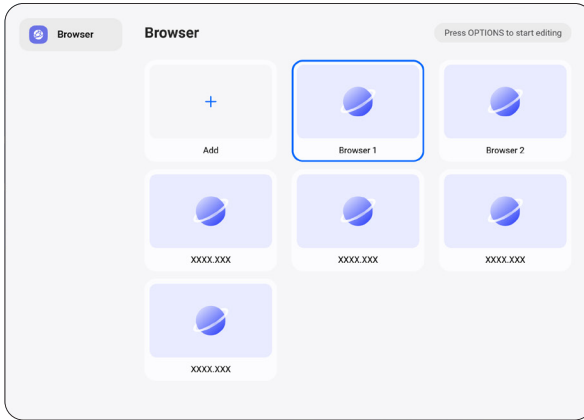 Browser
Browser
Press OPTIONS to start editing
Add
Browser 1
Browser 2
XXXX.XXX
XXXX.XXX
XXXX.XXX
XXXX.XXX